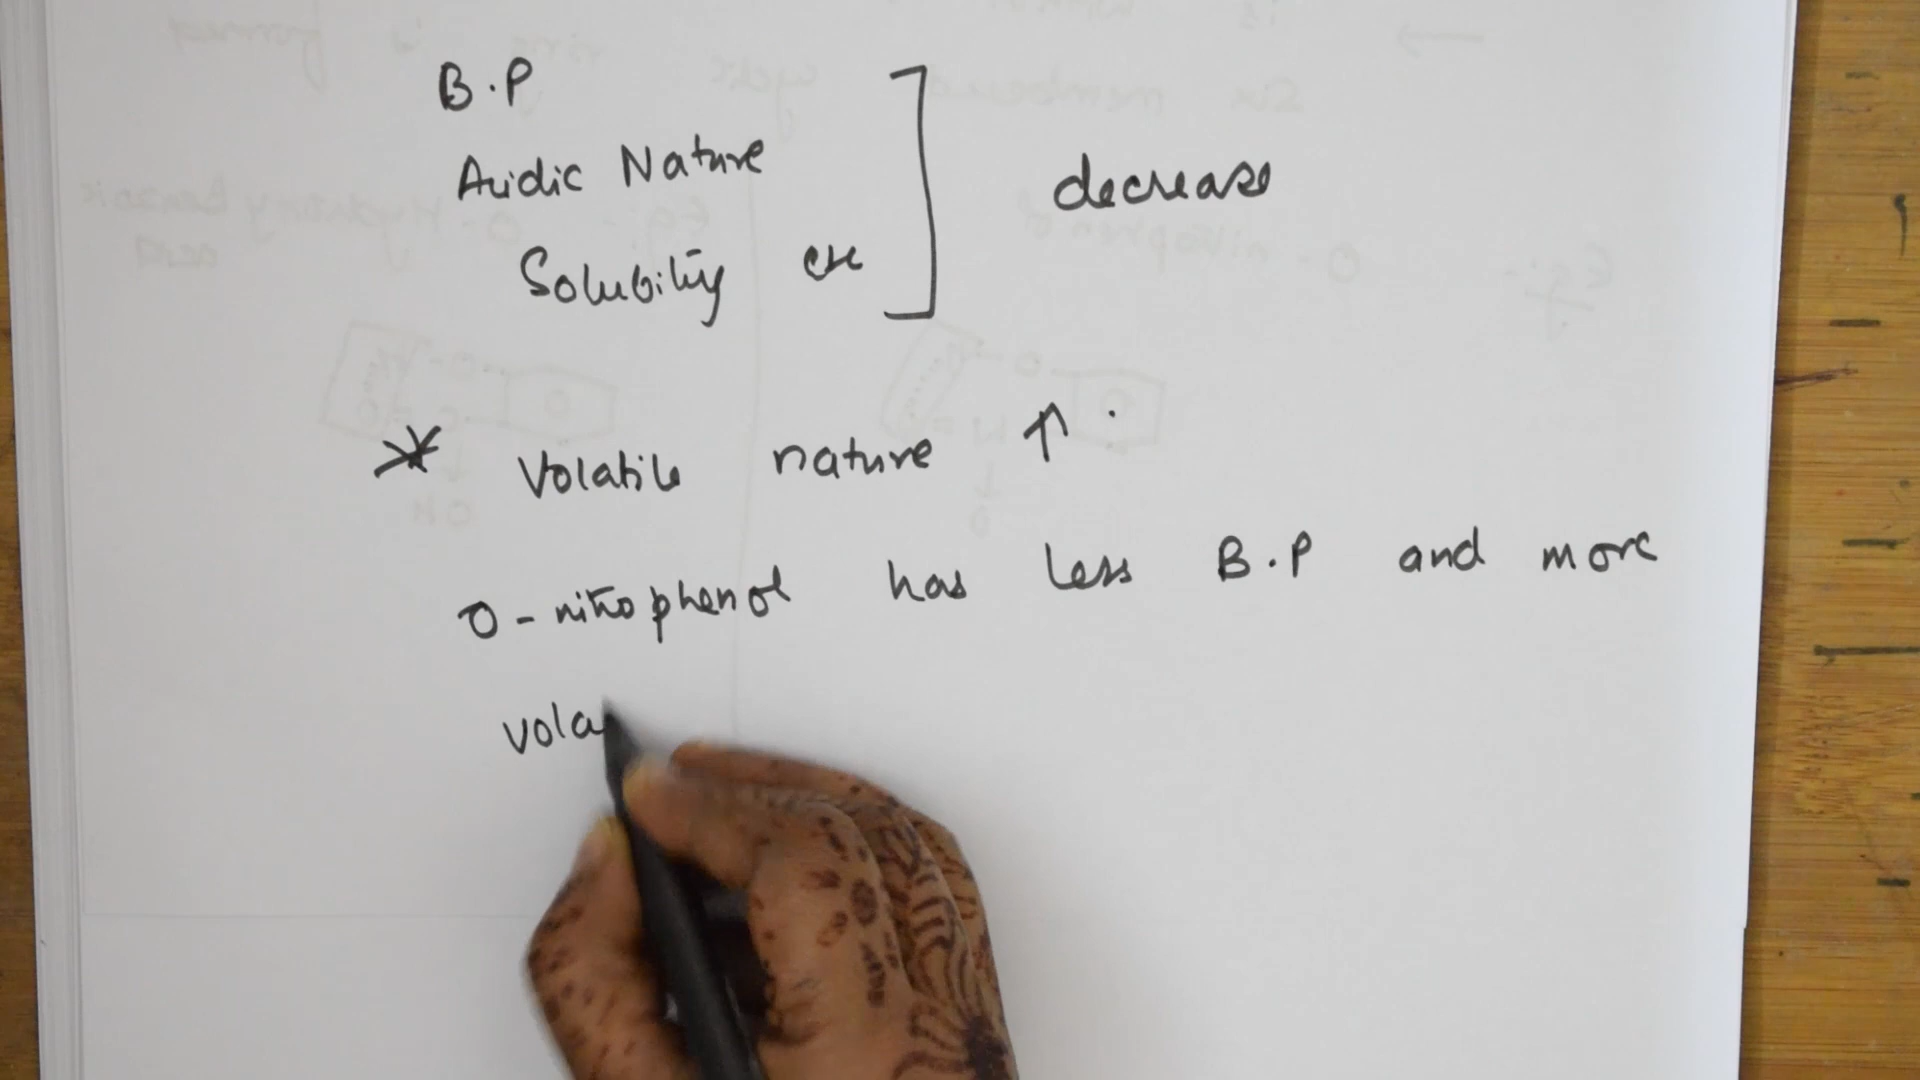 B.P
Acidic Nature
decrease
Solubility etc
* Volatile nature ↑ .
O - nitrophenol has less B.P and more
vola